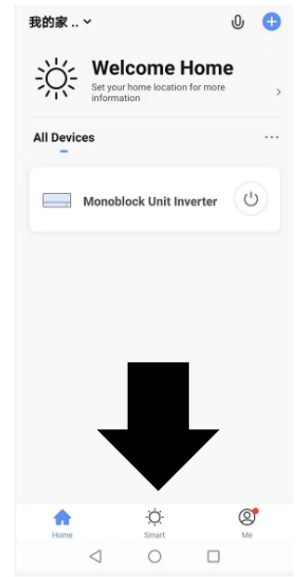 我的家 ..
Welcome Home
Set your home location for more
information
All Devices
Monoblock Unit Inverter
Home Smart Me